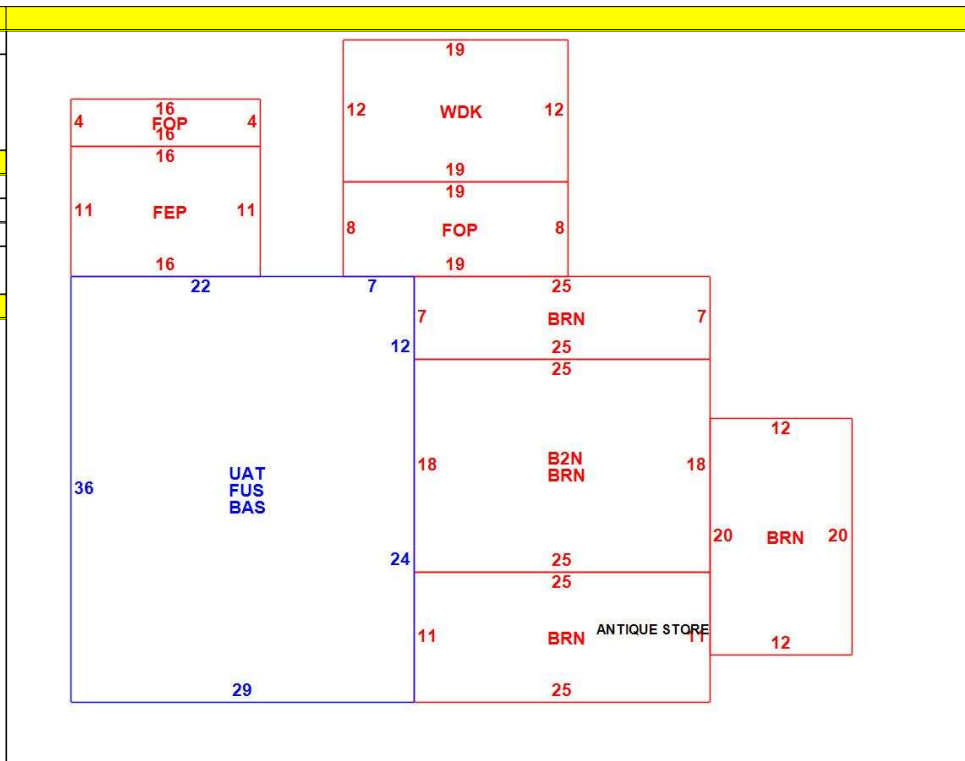 19
12 WDK 12
19
16
4 FOP 4
16
16
11 FEP 11
16
19
8 FOP 8
19
22 7
25
7 BRN 7
25
12
25
18 B2N 18
BRN
25
36 UAT
FUS
BAS
24
12
20 BRN 20
12
25
11 BRN 11
ANTIQUE STORE
25
29